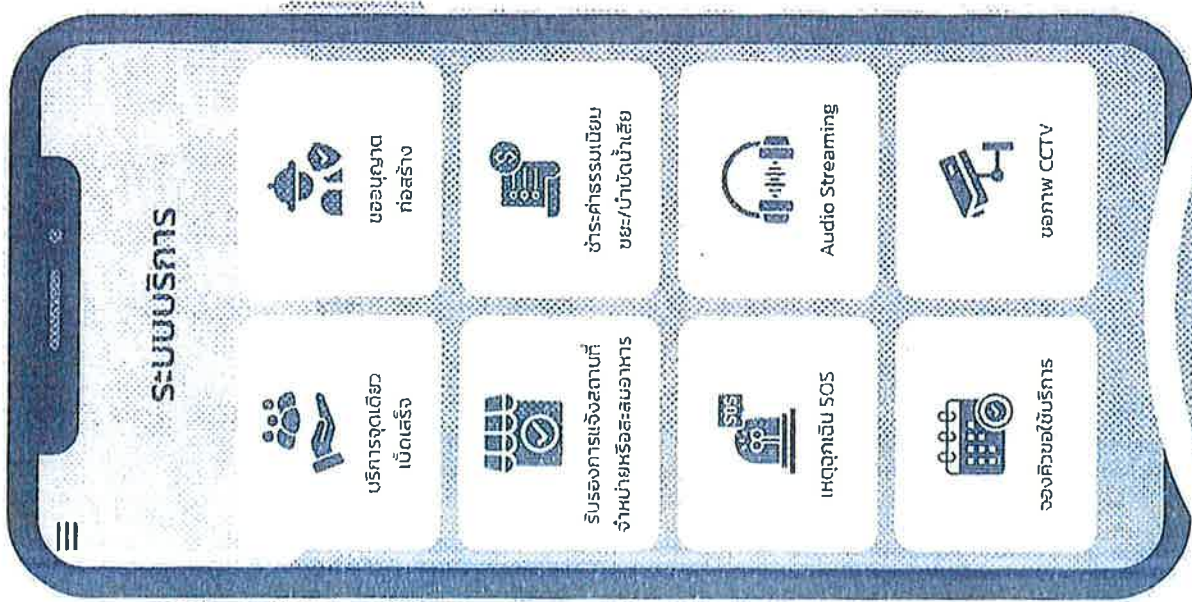 ระบบบริการ
บริการจุดเดียว
เบ็ดเสร็จ
ขออนุญาต
ก่อสร้าง
รับรองการแจ้งสถานที่
จำหน่ายหรือสะสมอาหาร
ชำระค่าธรรมเนียม
ขยะ/บำบัดน้ำเสีย
SOS
เหตุฉุกเฉิน SOS
Audio Streaming
จองคิวขอใช้บริการ
ขอภาพ CCTV